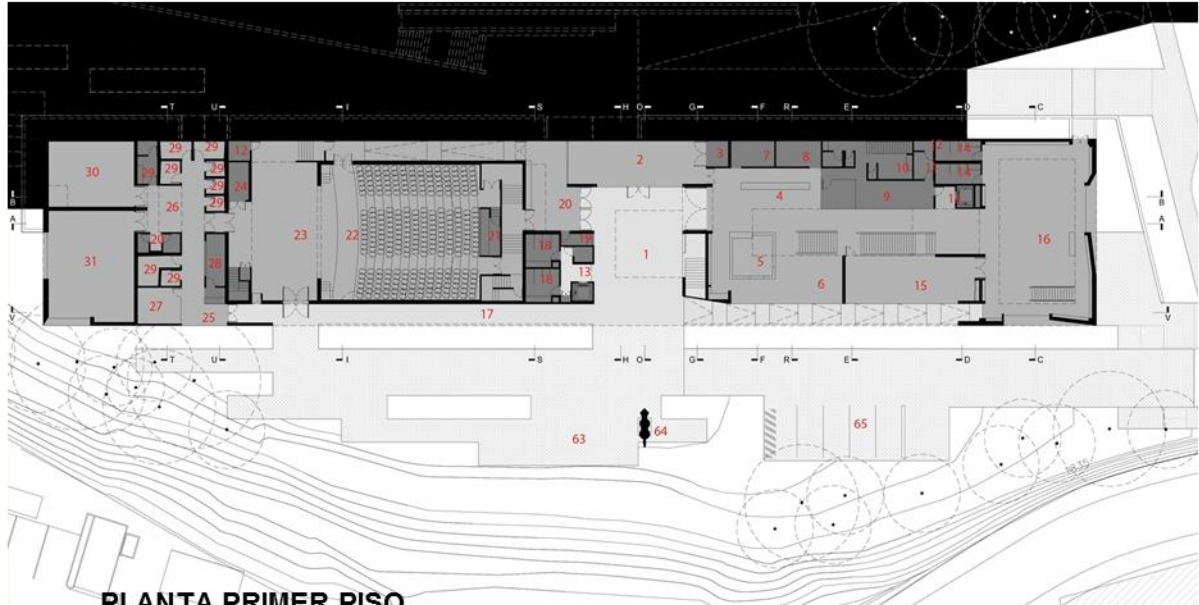 T U I S H O G F R E D C
29 29 12 2 3 7 8 12 14
30 29 29 29 24 10 11 14
B 29 4 B
26 29 9 14
A 22 20 A
20 18 19 1 16
31 29 28 23 21 5
29 18 13 6 15
27
V 25 17 V
T U I S H O G F R E D C
63 64 65
PLANTA PRIMER PISO